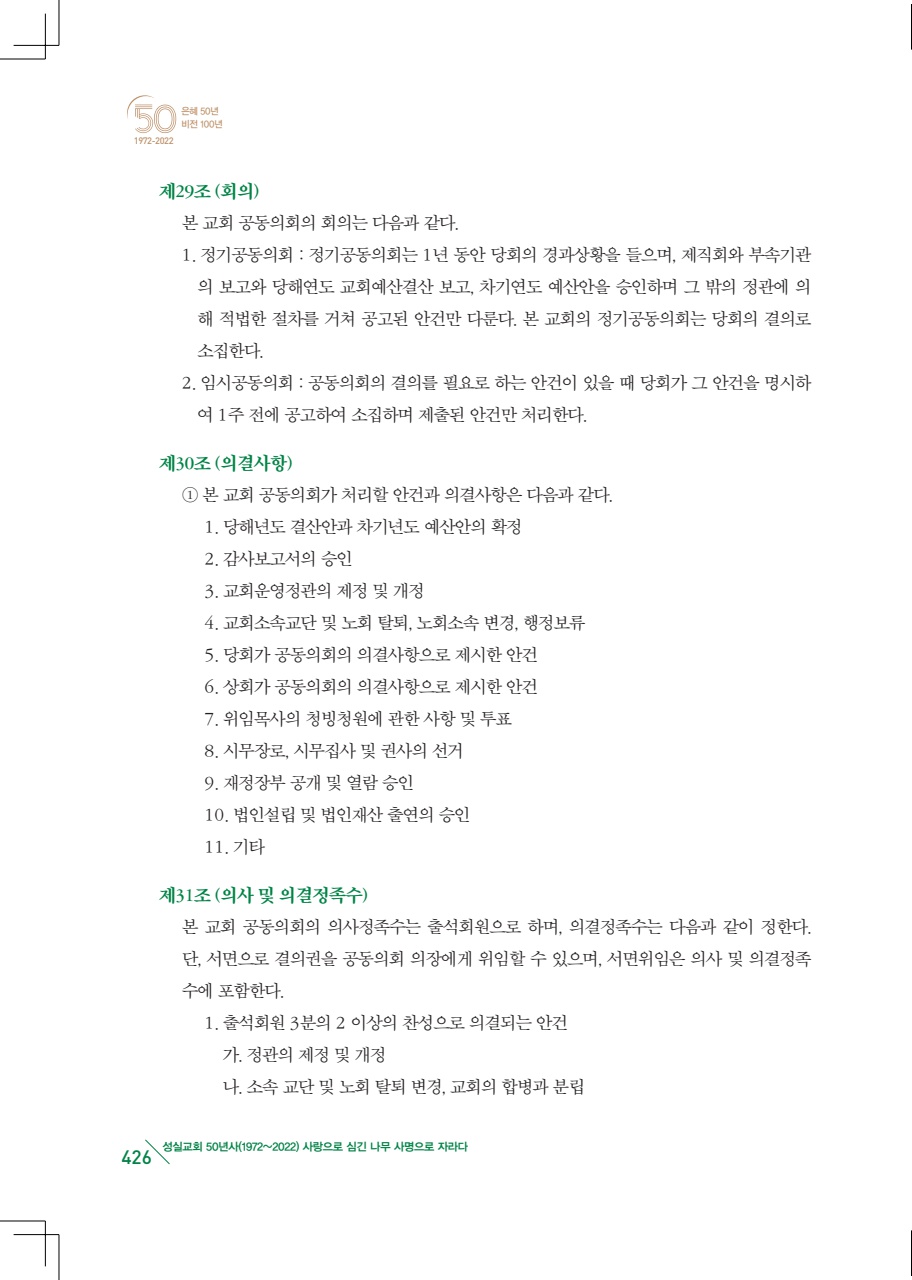 50
은혜 50년
비전 100년
1972-2022
제29조 (회의)
본 교회 공동의회의 회의는 다음과 같다.
1. 정기공동의회 : 정기공동의회는 1년 동안 당회의 경과상황을 들으며, 제직회와 부속기관
의 보고와 당해연도 교회예산결산 보고, 차기연도 예산안을 승인하며 그 밖의 정관에 의
해 적법한 절차를 거쳐 공고된 안건만 다룬다. 본 교회의 정기공동의회는 당회의 결의로
소집한다.
2. 임시공동의회 : 공동의회의 결의를 필요로 하는 안건이 있을 때 당회가 그 안건을 명시하
여 1주 전에 공고하여 소집하며 제출된 안건만 처리한다.
제30조 (의결사항)
① 본 교회 공동의회가 처리할 안건과 의결사항은 다음과 같다.
1. 당해년도 결산안과 차기년도 예산안의 확정
2. 감사보고서의 승인
3. 교회운영정관의 제정 및 개정
4. 교회소속교단 및 노회 탈퇴, 노회소속 변경, 행정보류
5. 당회가 공동의회의 의결사항으로 제시한 안건
6. 상회가 공동의회의 의결사항으로 제시한 안건
7. 위임목사의 청빙청원에 관한 사항 및 투표
8. 시무장로, 시무집사 및 권사의 선거
9. 재정장부 공개 및 열람 승인
10. 법인설립 및 법인재산 출연의 승인
11. 기타
제31조 (의사 및 의결정족수)
본 교회 공동의회의 의사정족수는 출석회원으로 하며, 의결정족수는 다음과 같이 정한다.
단, 서면으로 결의권을 공동의회 의장에게 위임할 수 있으며, 서면위임은 의사 및 의결정족
수에 포함한다.
1. 출석회원 3분의 2 이상의 찬성으로 의결되는 안건
가. 정관의 제정 및 개정
나. 소속 교단 및 노회 탈퇴 변경, 교회의 합병과 분립
426 성실교회 50년사(1972~2022) 사랑으로 심긴 나무 사명으로 자라다